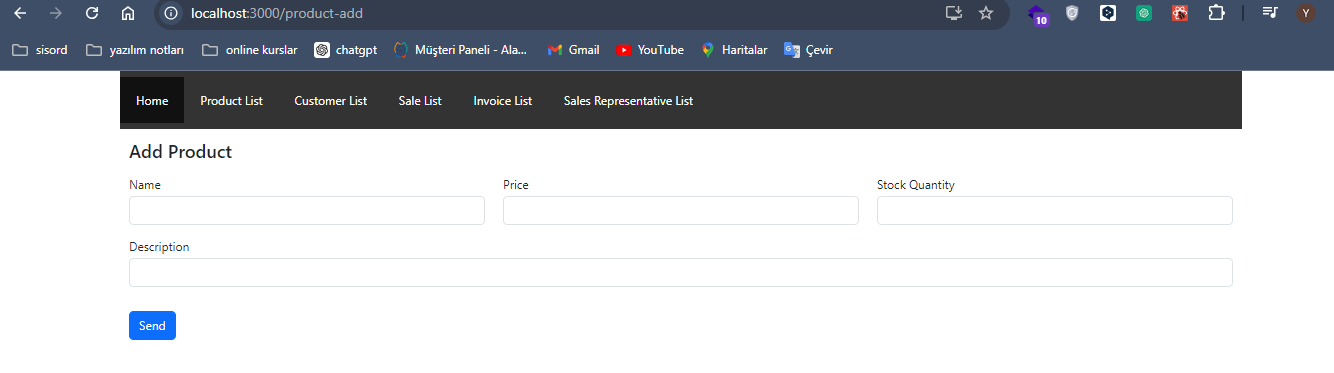 localhost:3000/product-add
10
Y
sisord yazılım notları online kurslar chatgpt Müşteri Paneli - Ala... Gmail YouTube Haritalar Çevir
Home Product List Customer List Sale List Invoice List Sales Representative List
Add Product
Name Price Stock Quantity
Description
Send